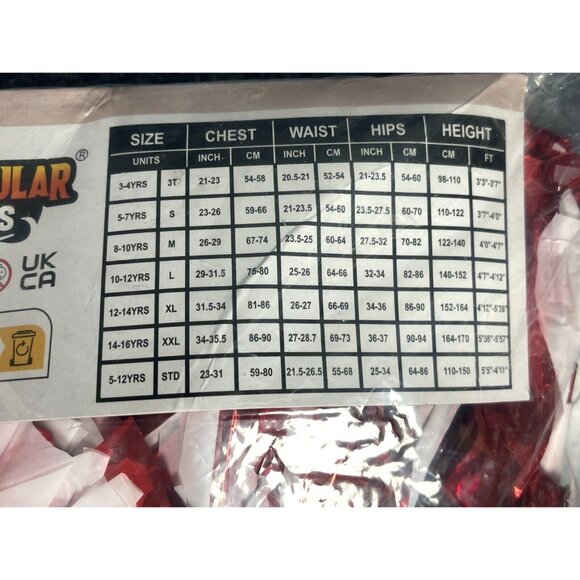 SIZE CHEST WAIST HIPS HEIGHT
UNITS INCH CM INCH CM INCH CM CM FT
3-4YRS 3T 21-23 54-58 20.5-21 52-54 21-23.5 54-60 98-110 3'3"-3'7"
5-7YRS S 23-26 59-66 21-23.5 54-60 23.5-27.5 60-70 110-122 3'7"-4'0"
8-10YRS M 26-29 67-74 23.5-25 60-64 27.5-32 70-82 122-140 4'0"-4'7"
10-12YRS L 29-31.5 75-80 25-26 64-66 32-34 82-86 140-152 4'7"-4'12"
12-14YRS XL 31.5-34 81-86 26-27 66-69 34-36 86-90 152-164 4'12"-5'38"
14-16YRS XXL 34-35.5 86-90 27-28.7 69-73 36-37 90-94 164-170 5'38"-5'57"
5-12YRS STD 23-31 59-80 21.5-26.5 55-68 25-34 64-86 110-150 5'5"-4'11"
ULAR®
S
UK
CA